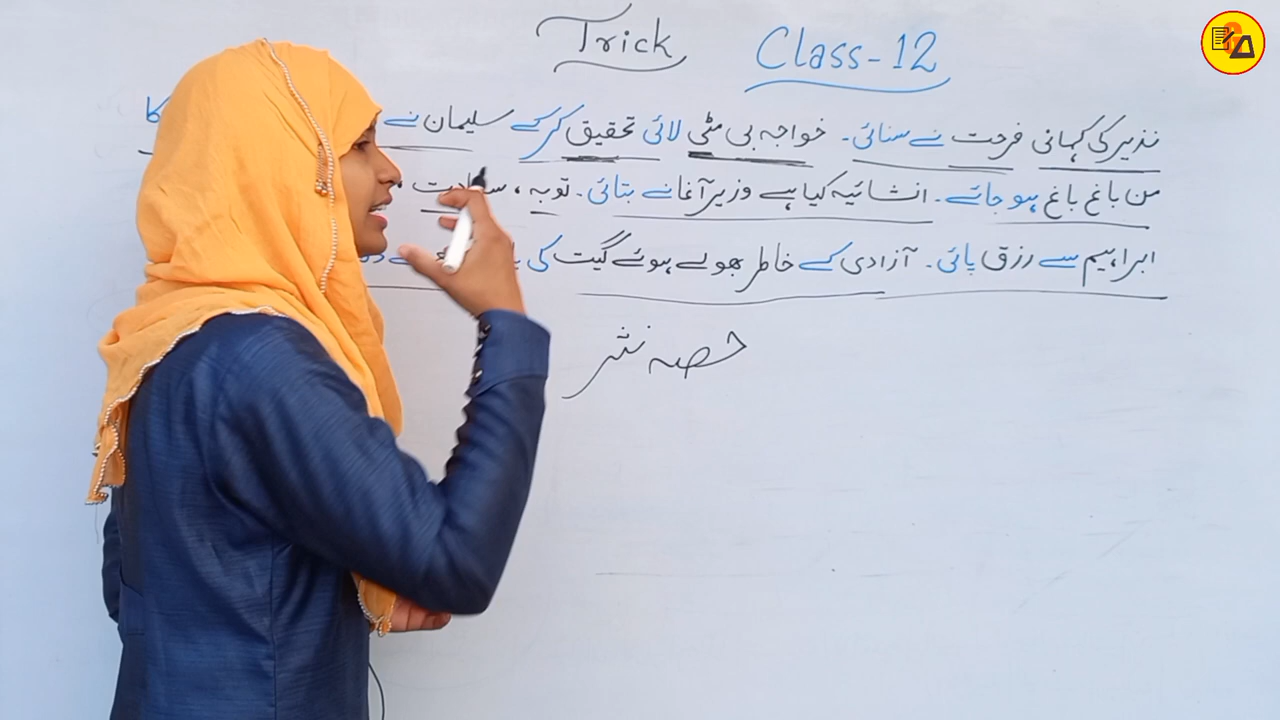 Trick Class-12
نذیر کی کہانی فرحت نے سنائی۔ خواجہ بی مٹی لائی تحقیق کر کے سلیمان نے کا
من باغ باغ ہو جائے۔ انشائیہ کیا ہے وزیر آغا نے بتائی۔ توبہ ،
ابراہیم سے رزق پائی۔ آزادی کے خاطر بھولے ہوئے گیت کی
حصہ نثر